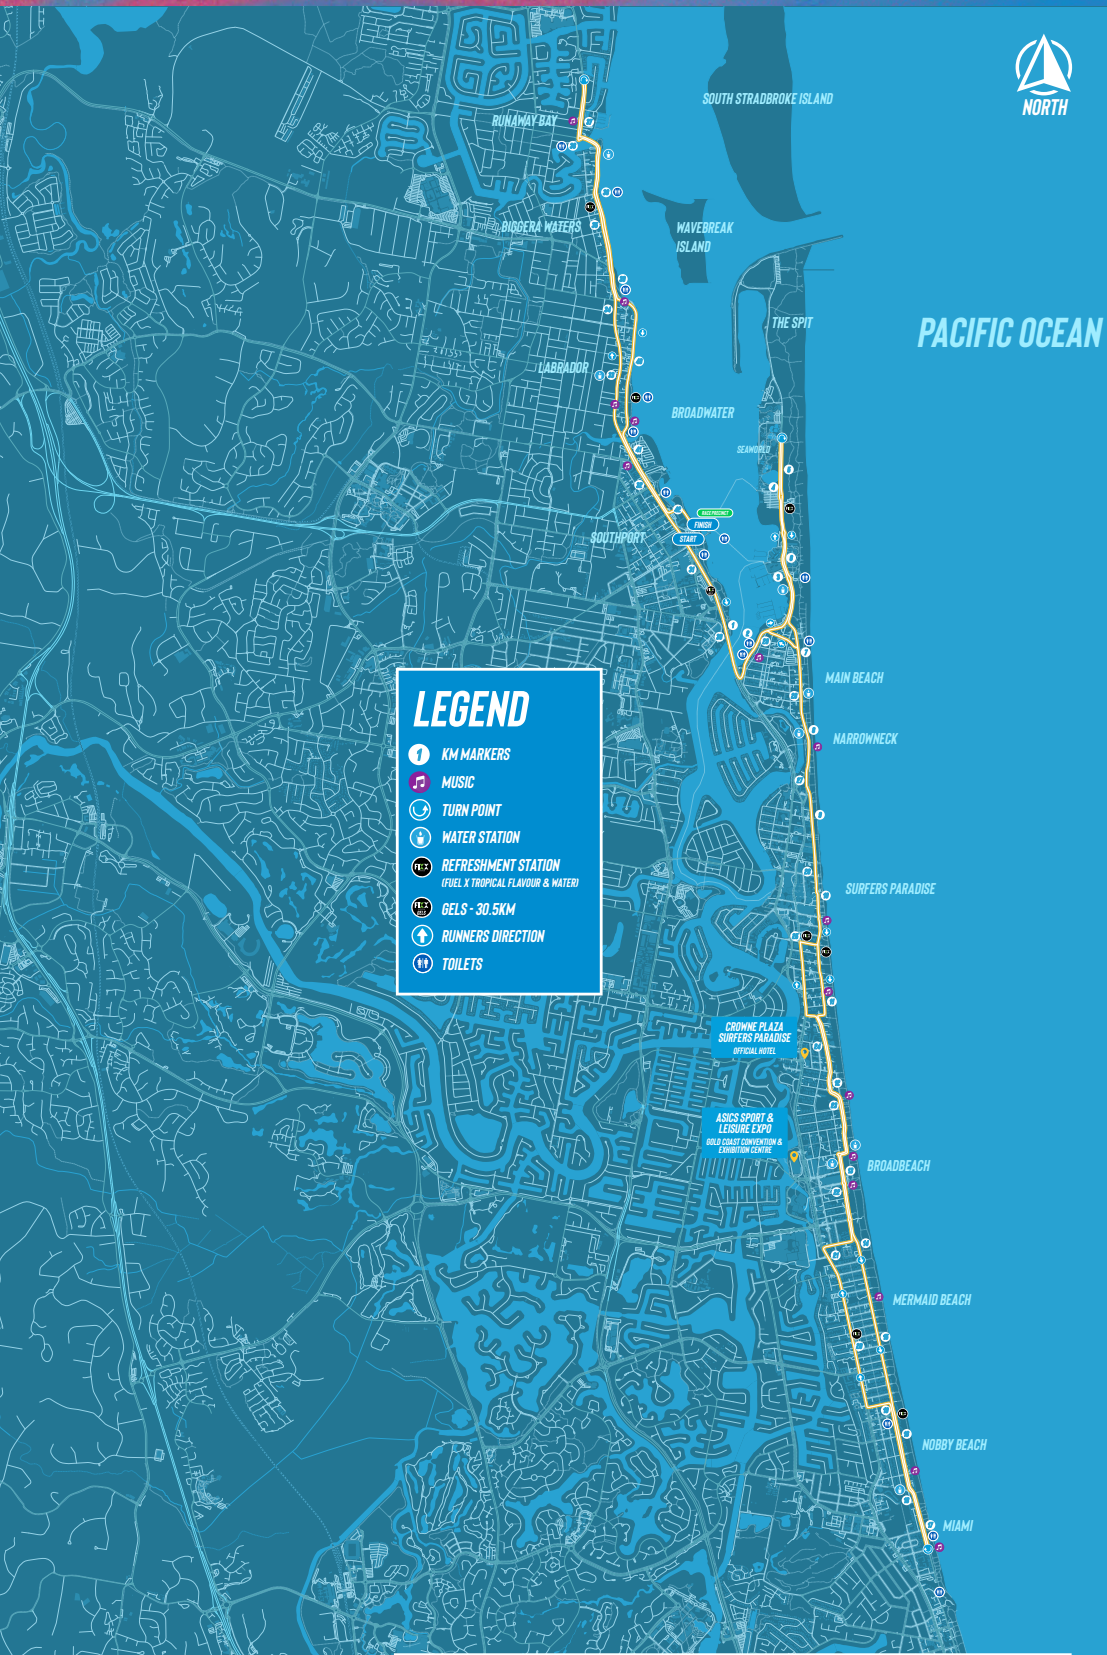 SOUTH STRADBROKE ISLAND
NORTH
RUNAWAY BAY
BIGGERA WATERS
WAVEBREAK
ISLAND
THE SPIT
PACIFIC OCEAN
LABRADOR
BROADWATER
SEAWORLD
RACE PRECINCT
FINISH
START
SOUTHPORT
MAIN BEACH
NARROWNECK
LEGEND
1 KM MARKERS
MUSIC
TURN POINT
WATER STATION
REFRESHMENT STATION
(FUEL X TROPICAL FLAVOUR & WATER)
GELS - 30.5KM
RUNNERS DIRECTION
TOILETS
SURFERS PARADISE
CROWNE PLAZA
SURFERS PARADISE
OFFICIAL HOTEL
ASICS SPORT &
LEISURE EXPO
GOLD COAST CONVENTION &
EXHIBITION CENTRE
BROADBEACH
MERMAID BEACH
NOBBY BEACH
MIAMI